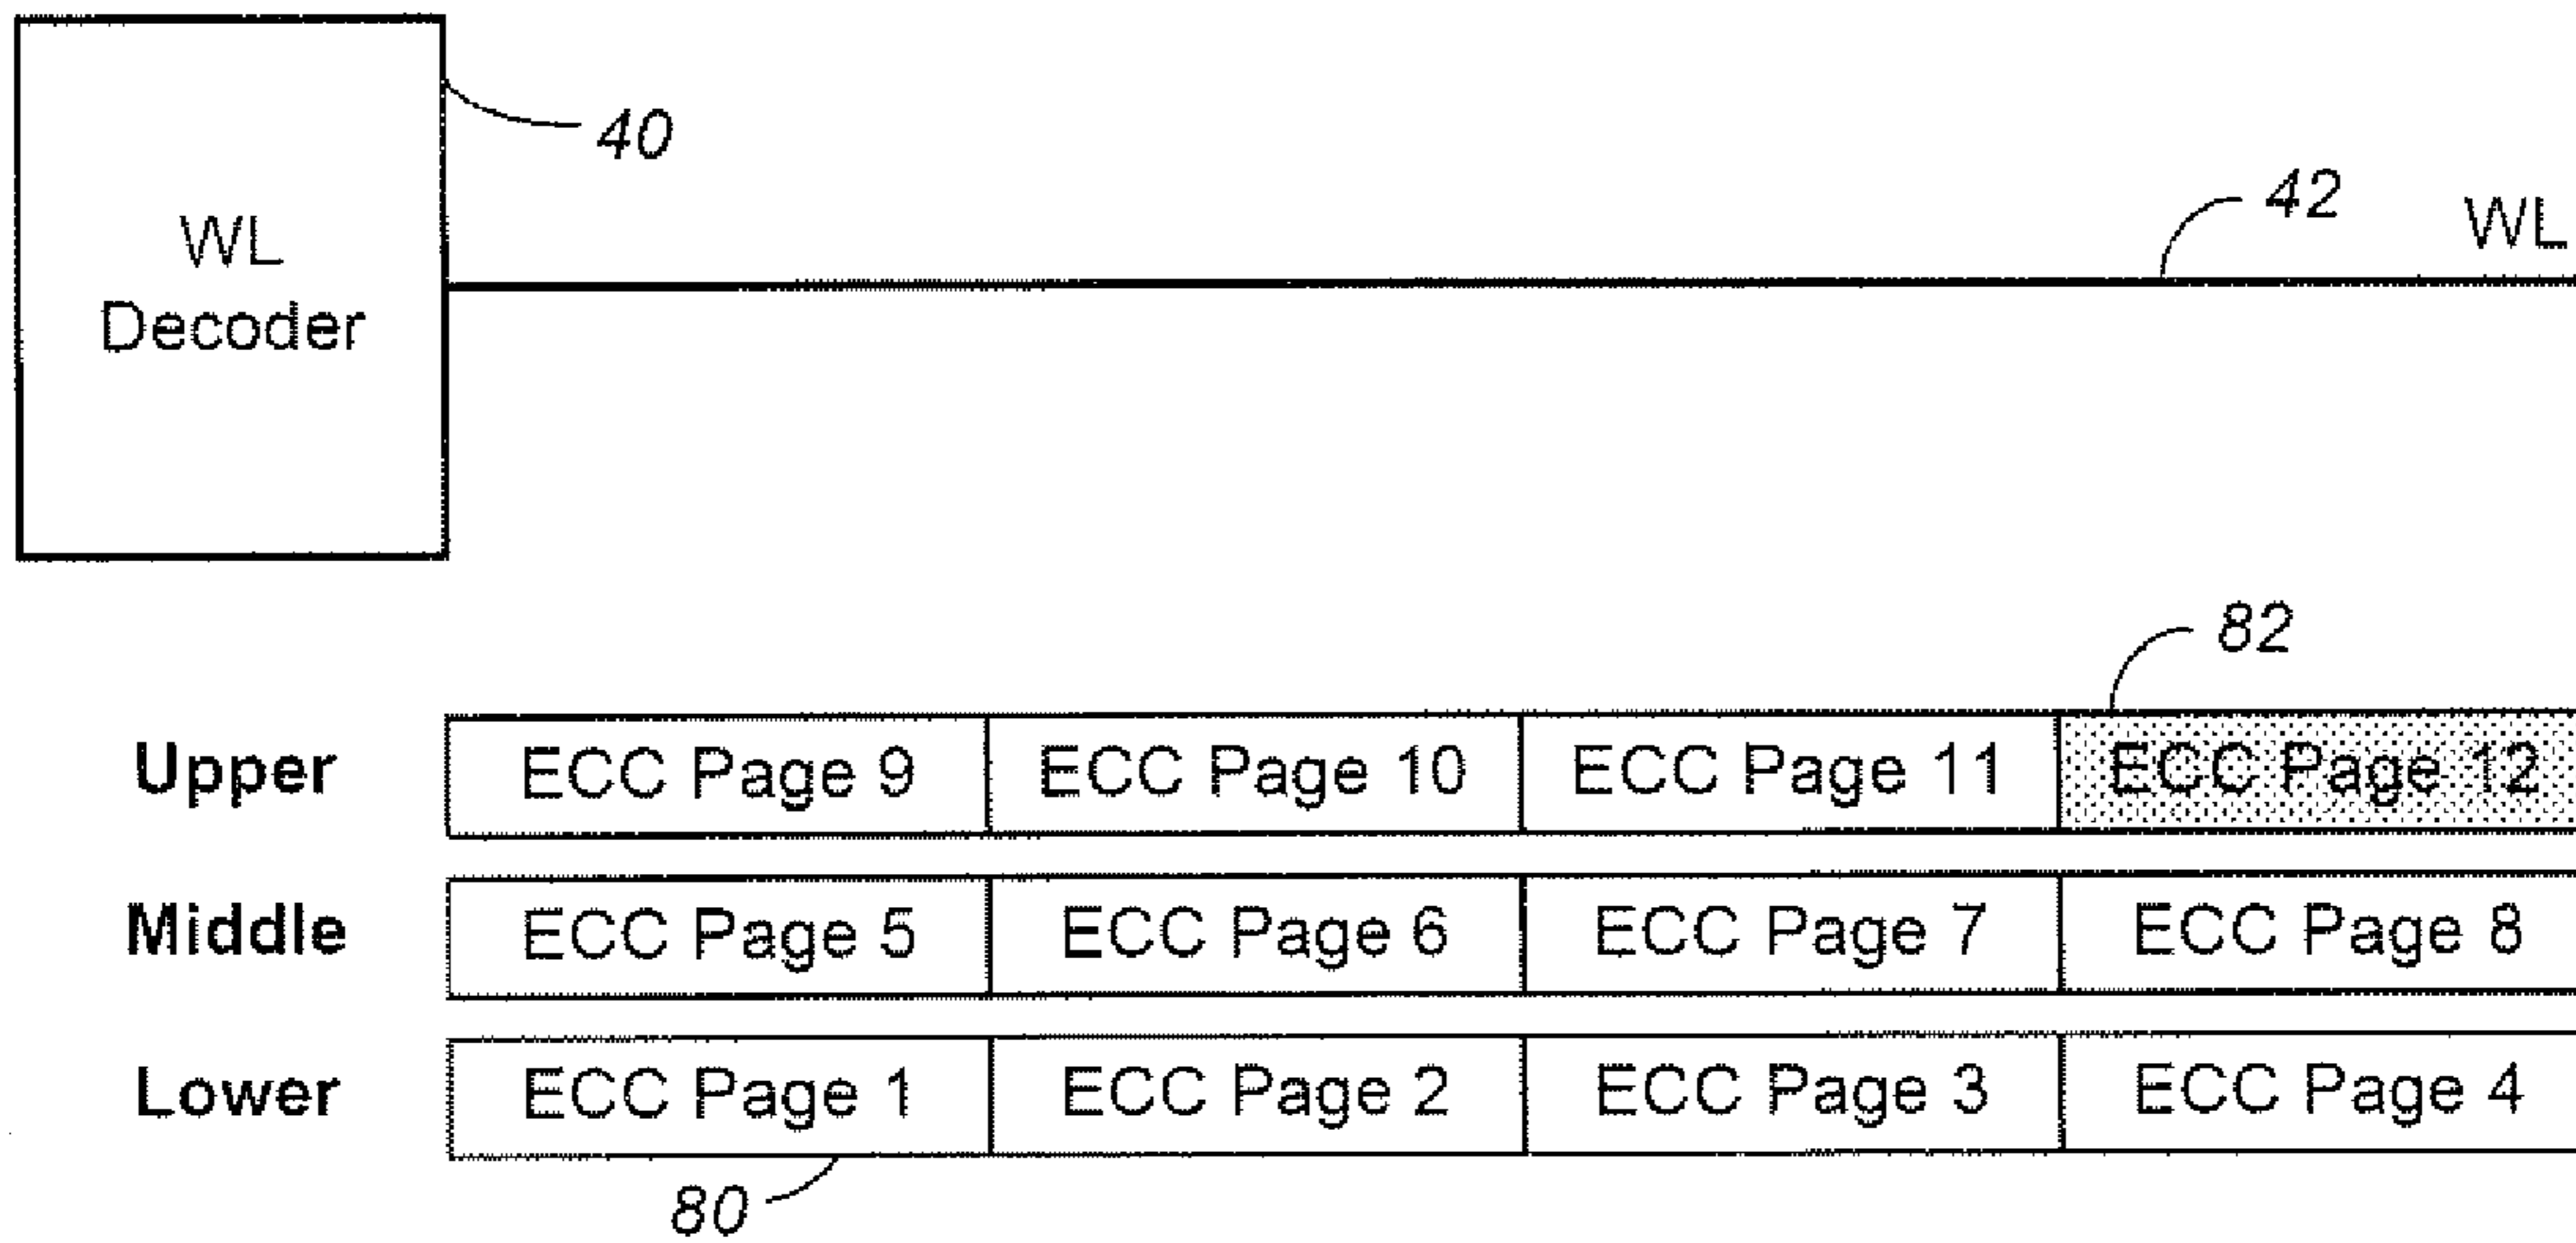 WL
Decoder
40
42
WL
82
Upper ECC Page 9 ECC Page 10 ECC Page 11 ECC Page 12
Middle ECC Page 5 ECC Page 6 ECC Page 7 ECC Page 8
Lower ECC Page 1 ECC Page 2 ECC Page 3 ECC Page 4
80